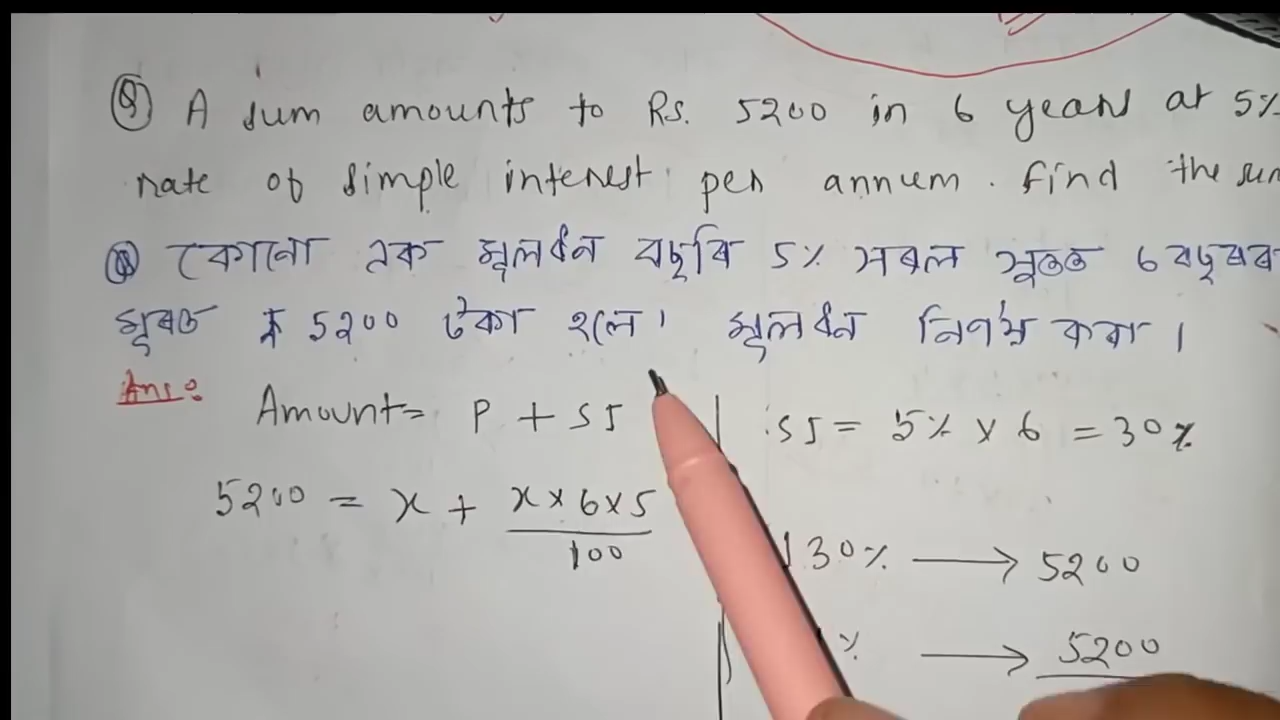 Q A sum amounts to Rs. 5200 in 6 years at 5%
rate of simple interest per annum. Find the sum
কোনো এক মূলধন বছৰি 5% সৰল সুতত 6 বছৰৰ
মূৰত 5200 টকা হলে। মূলধন নিৰ্ণয় কৰা।
Ans:
Amount = P + SI
5200 = x + x × 6 × 5
100
SI = 5% × 6 = 30%
130% → 5200
% → 5200